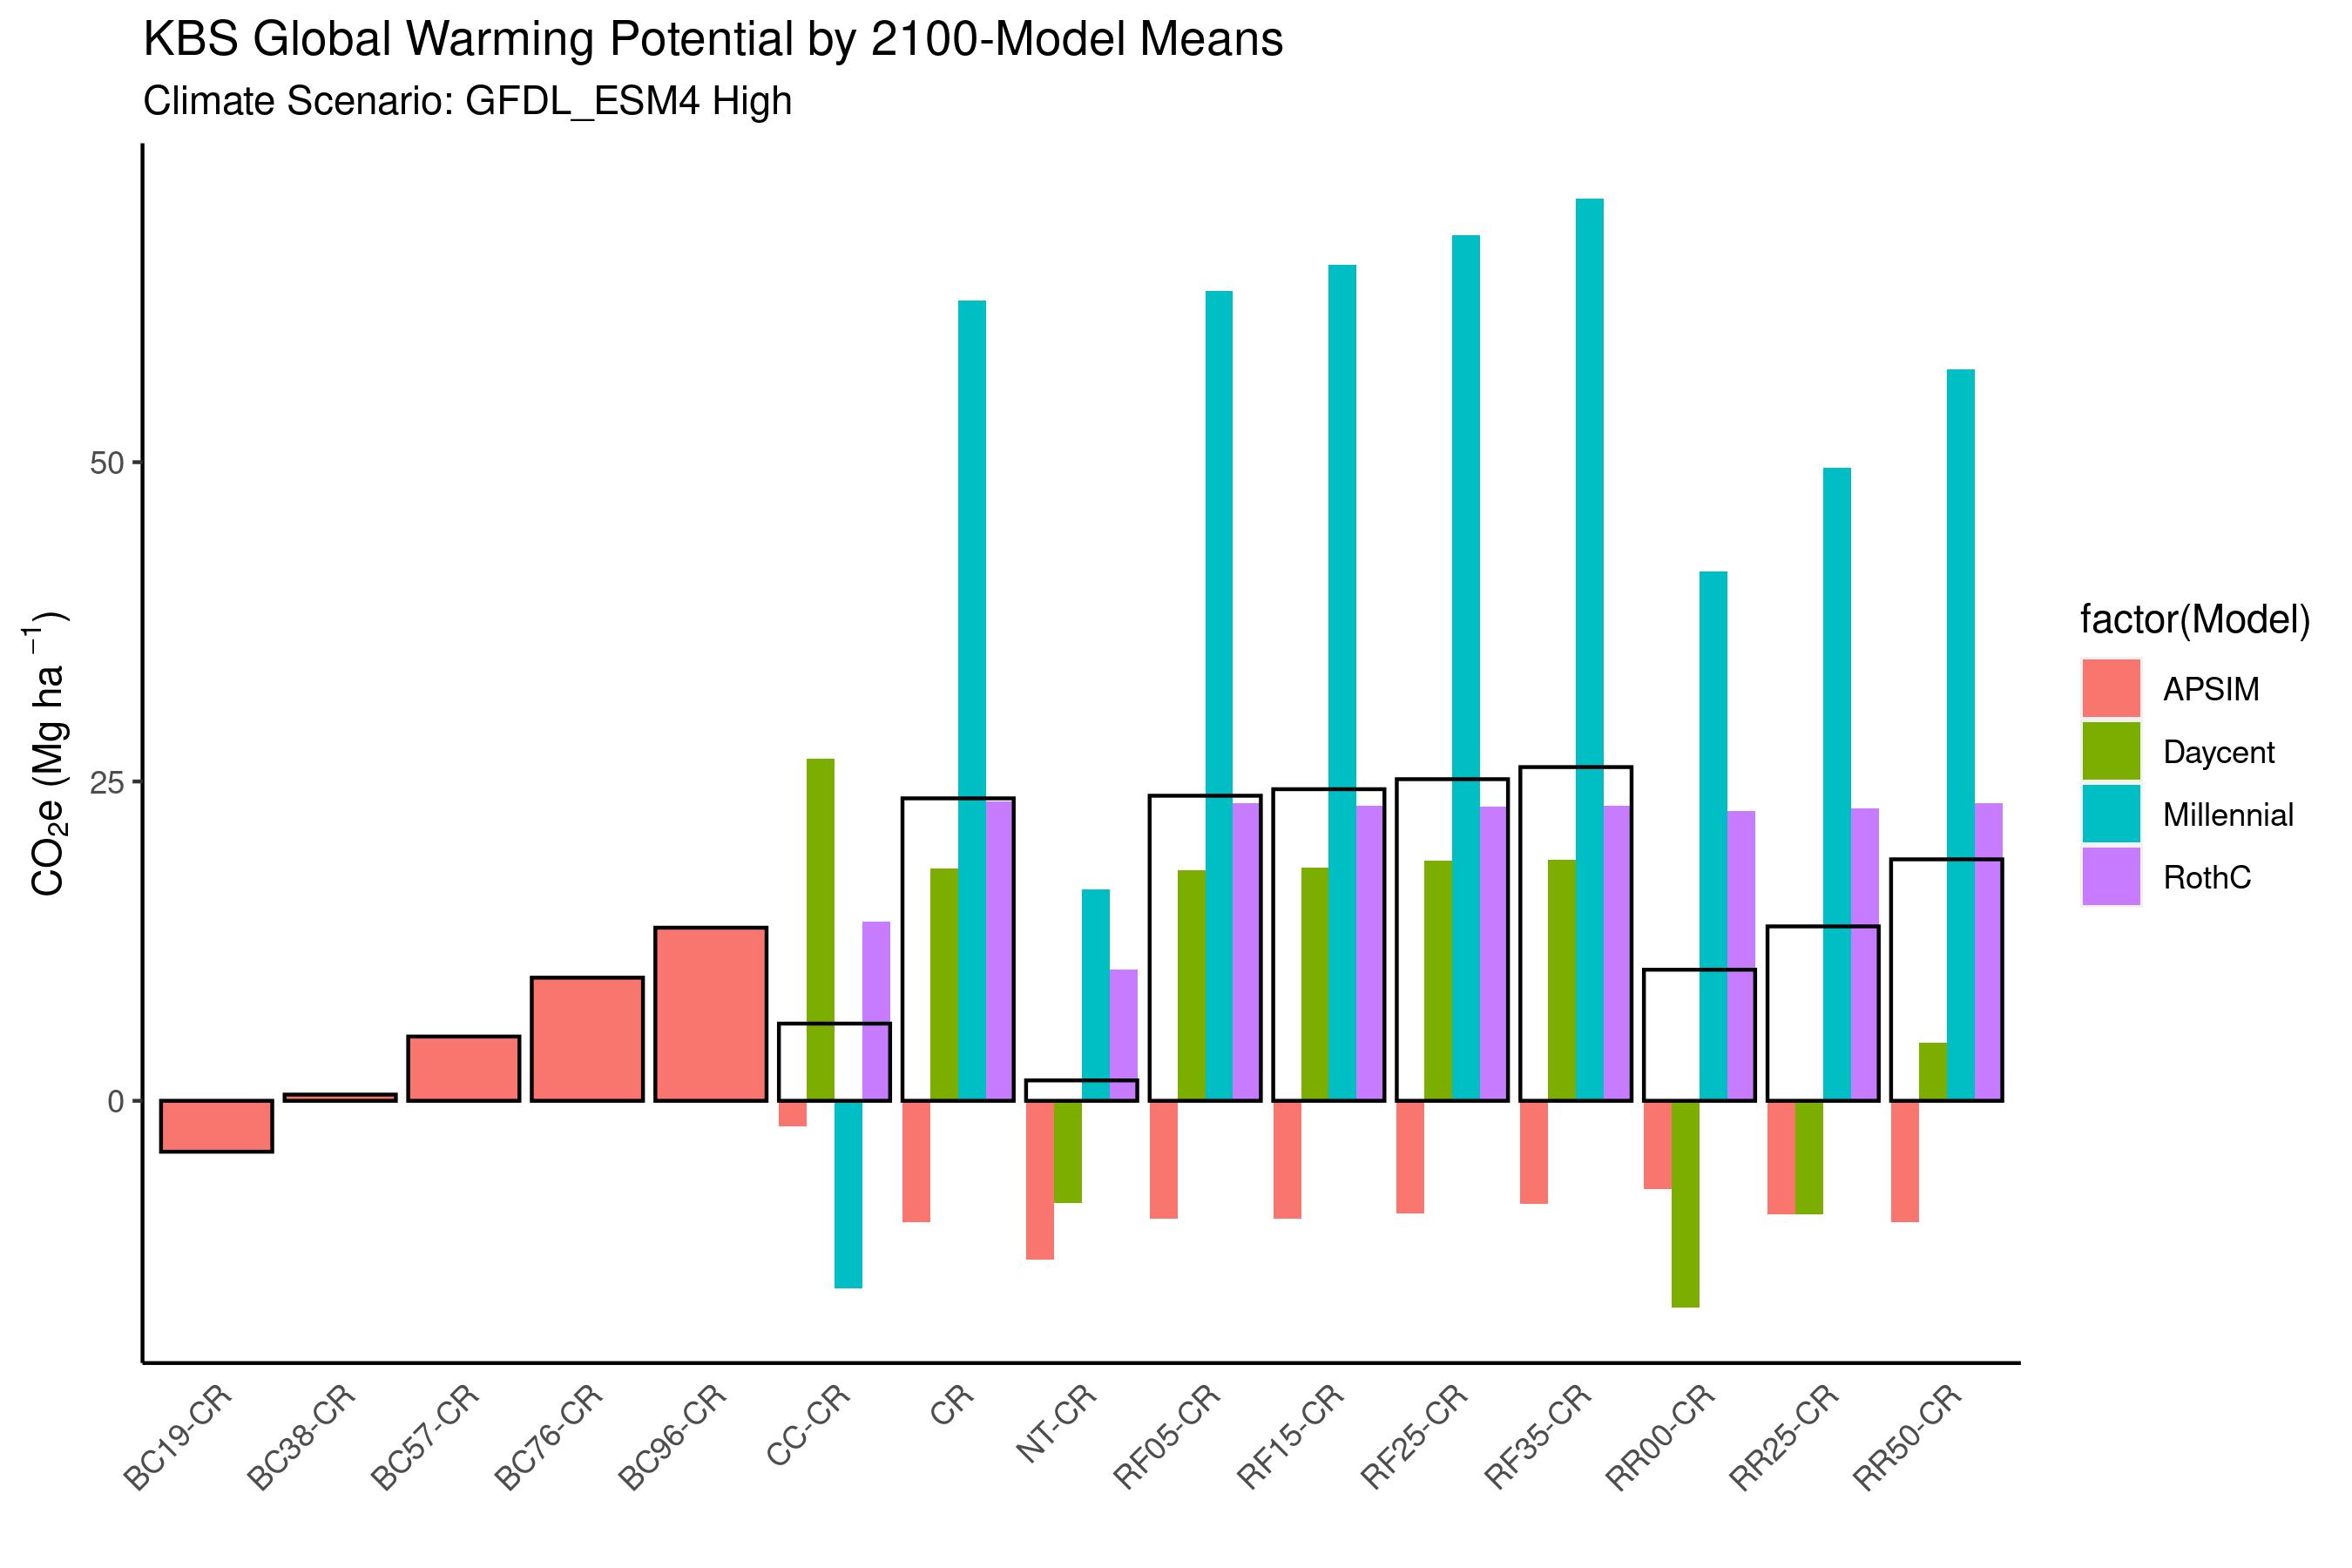 KBS Global Warming Potential by 2100-Model Means
Climate Scenario: GFDL_ESM4 High
CO₂e (Mg ha ⁻¹)
50
25
0
BC19-CR
BC38-CR
BC57-CR
BC76-CR
BC96-CR
CC-CR
CR
NT-CR
RF05-CR
RF15-CR
RF25-CR
RF35-CR
RR00-CR
RR25-CR
RR50-CR
factor(Model)
APSIM
Daycent
Millennial
RothC